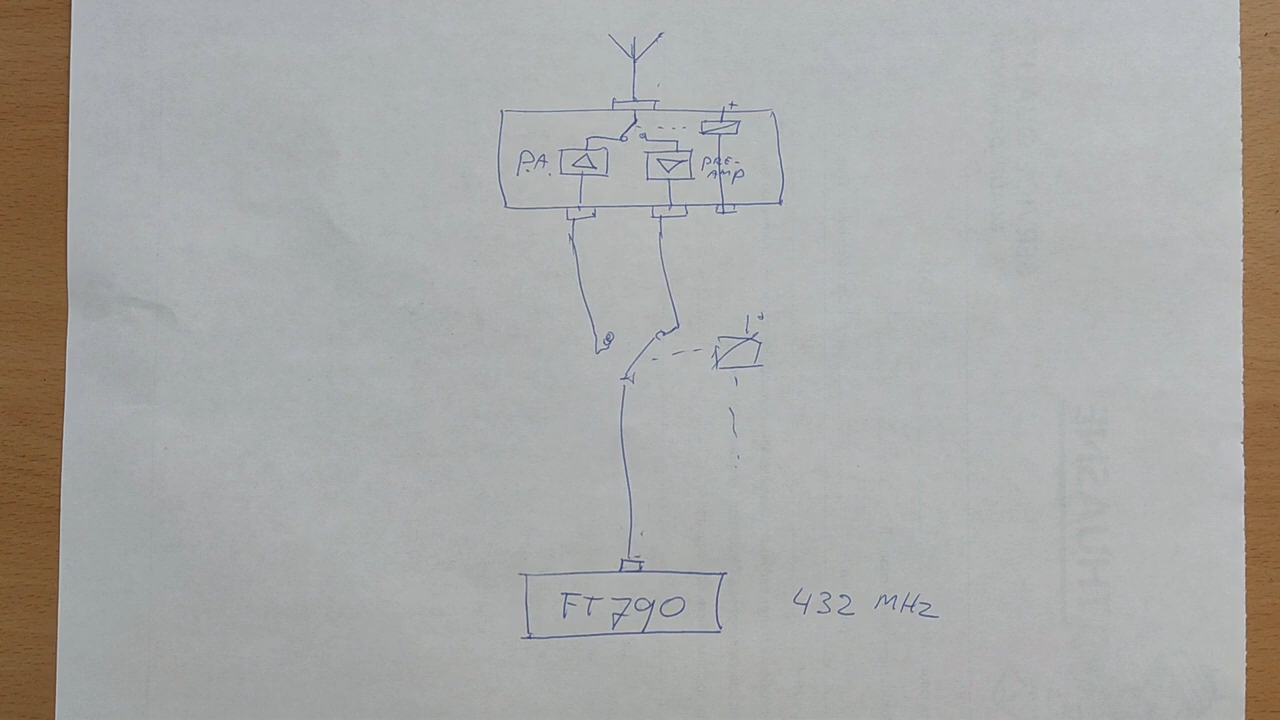 +
P.A.
PRE-
AMP
+
FT790
432 MHz